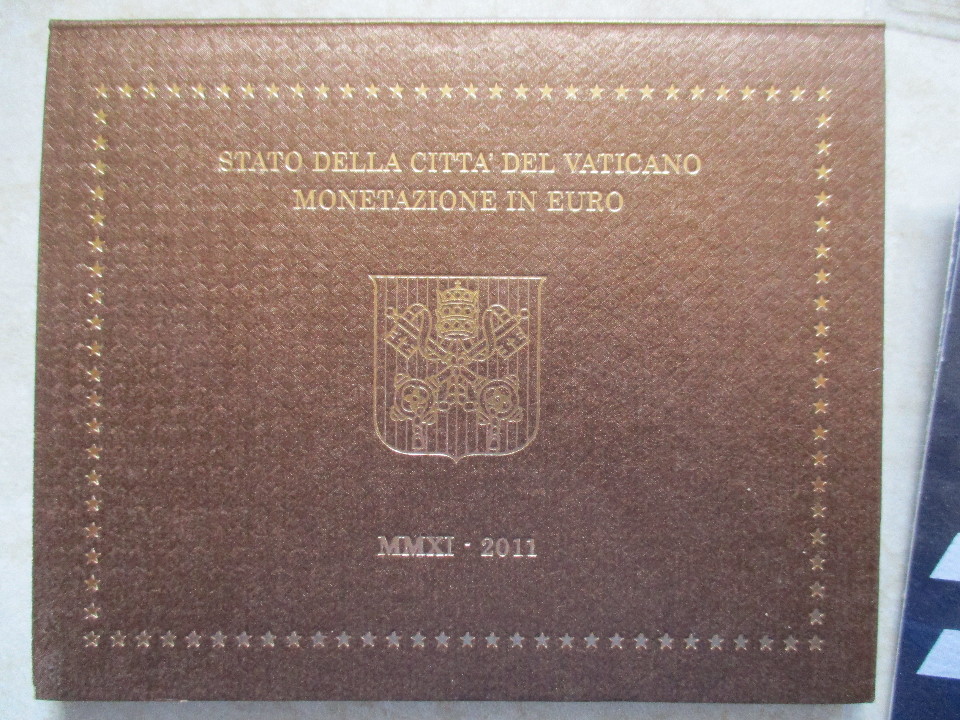 STATO DELLA CITTA' DEL VATICANO
MONETAZIONE IN EURO
MMXI - 2011